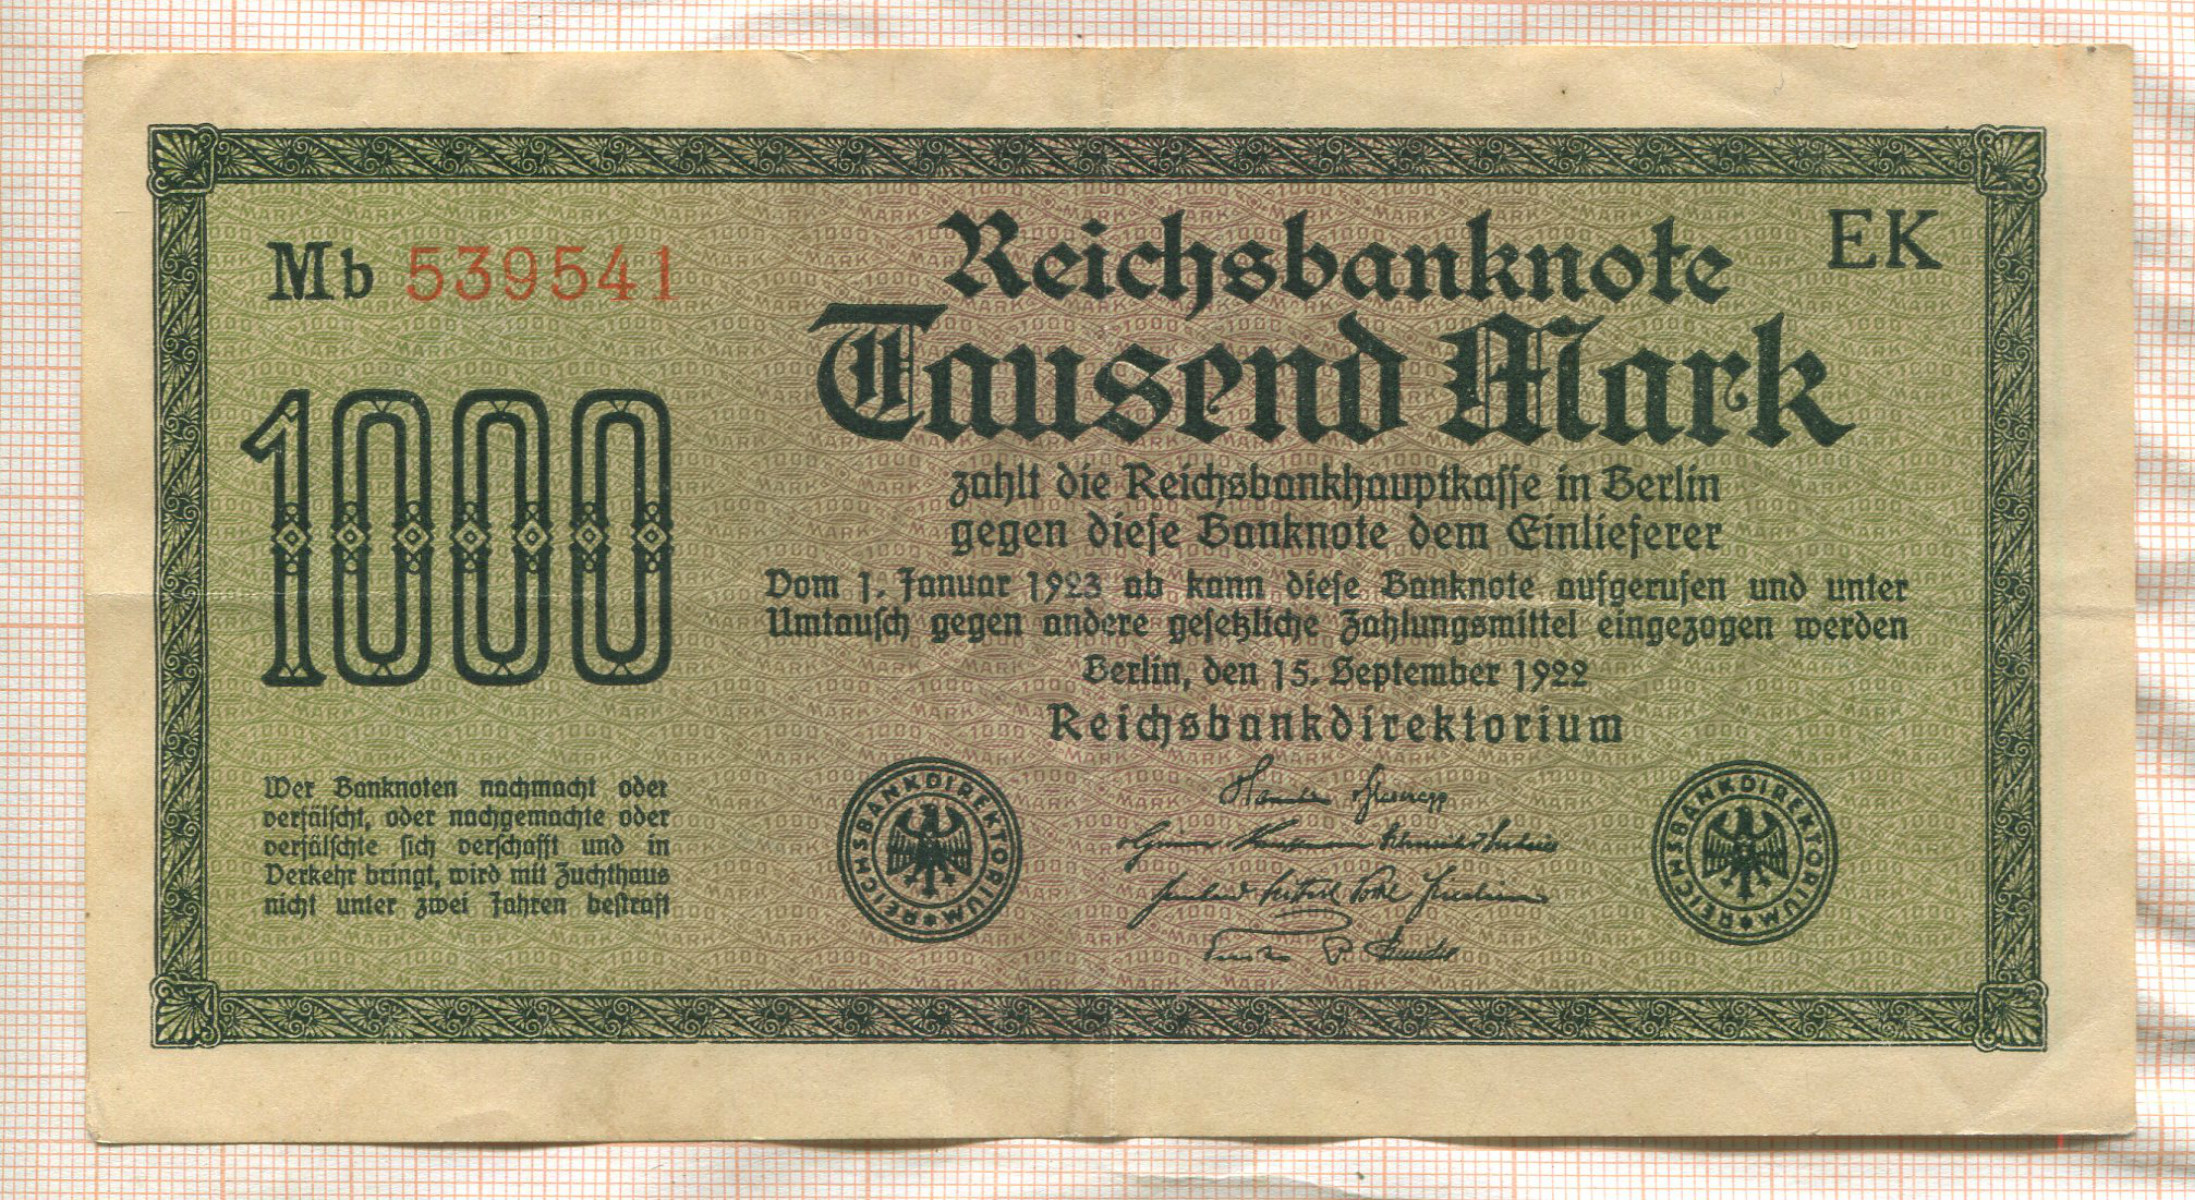 Mb 539541
EK
Reichsbanknote
Tausend Mark
1000
zahlt die Reichsbankhauptkasse in Berlin
gegen diese Banknote dem Einlieferer
Vom 1. Januar 1923 ab kann diese Banknote aufgerufen und unter
Umtausch gegen andere gesetzliche Zahlungsmittel eingezogen werden
Berlin, den 15. September 1922
Reichsbankdirektorium
Wer Banknoten nachmacht oder
verfälscht, oder nachgemachte oder
verfälschte sich verschafft und in
Verkehr bringt, wird mit Zuchthaus
nicht unter zwei Jahren bestraft
REICHSBANKDIREKTORIUM
REICHSBANKDIREKTORIUM